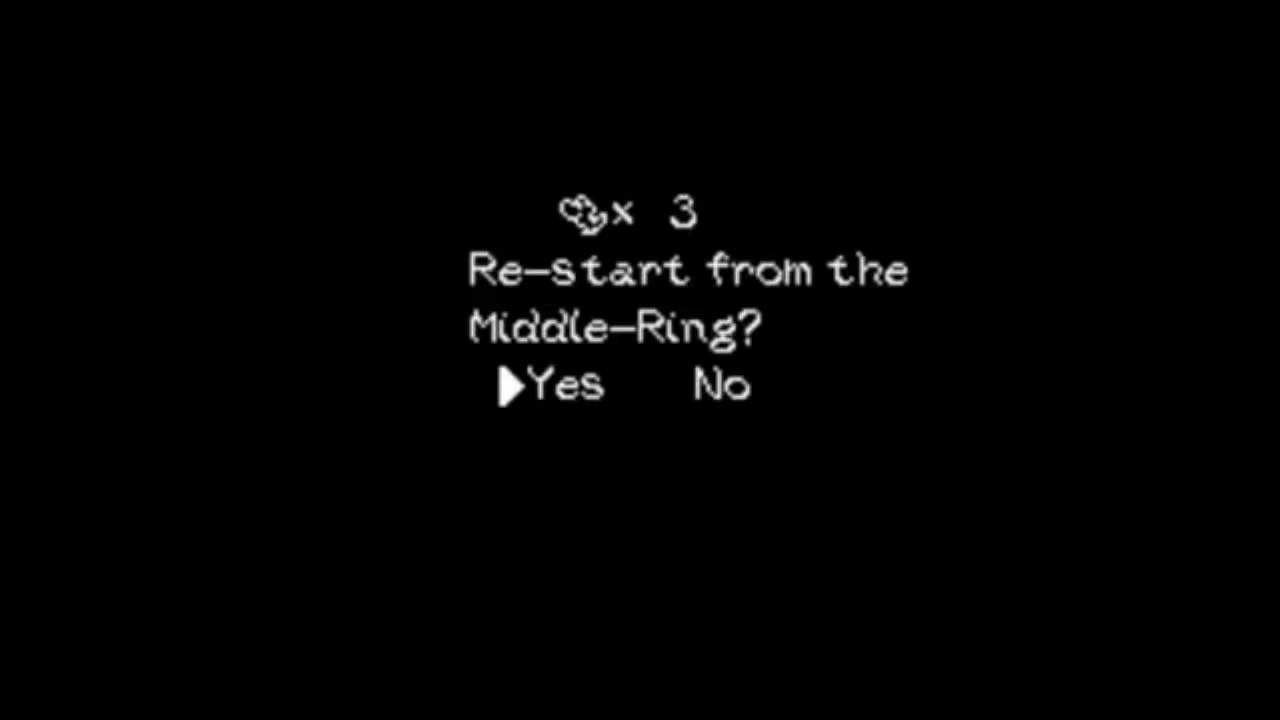 x 3
Re-start from the
Middle-Ring?
Yes No